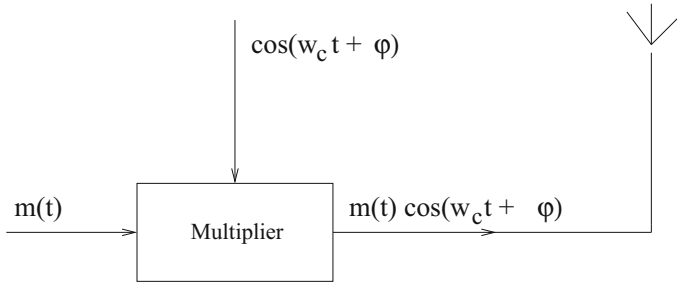 cos(w_c t + φ)
m(t)
m(t) cos(w_c t + φ)
Multiplier